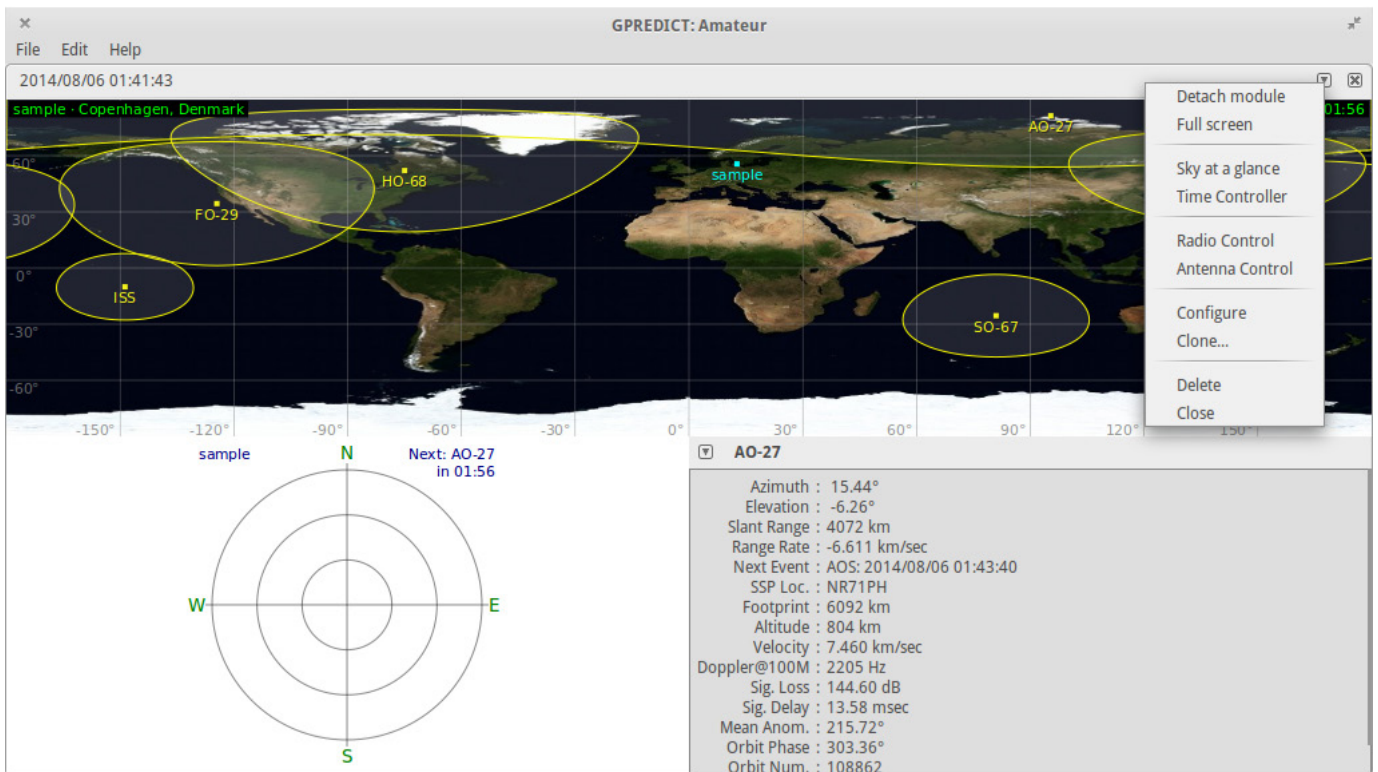 GPREDICT: Amateur
File Edit Help
2014/08/06 01:41:43
sample · Copenhagen, Denmark
01:56
Detach module
Full screen
Sky at a glance
Time Controller
Radio Control
Antenna Control
Configure
Clone...
Delete
Close
AO-27
sample
HO-68
FO-29
ISS
SO-67
60°
30°
0°
-30°
-60°
-150° -120° -90° -60° -30° 0° 30° 60° 90° 120° 150°
sample
N
Next: AO-27
in 01:56
W
E
S
AO-27
Azimuth : 15.44°
Elevation : -6.26°
Slant Range : 4072 km
Range Rate : -6.611 km/sec
Next Event : AOS: 2014/08/06 01:43:40
SSP Loc. : NR71PH
Footprint : 6092 km
Altitude : 804 km
Velocity : 7.460 km/sec
Doppler@100M : 2205 Hz
Sig. Loss : 144.60 dB
Sig. Delay : 13.58 msec
Mean Anom. : 215.72°
Orbit Phase : 303.36°
Orbit Num. : 108862